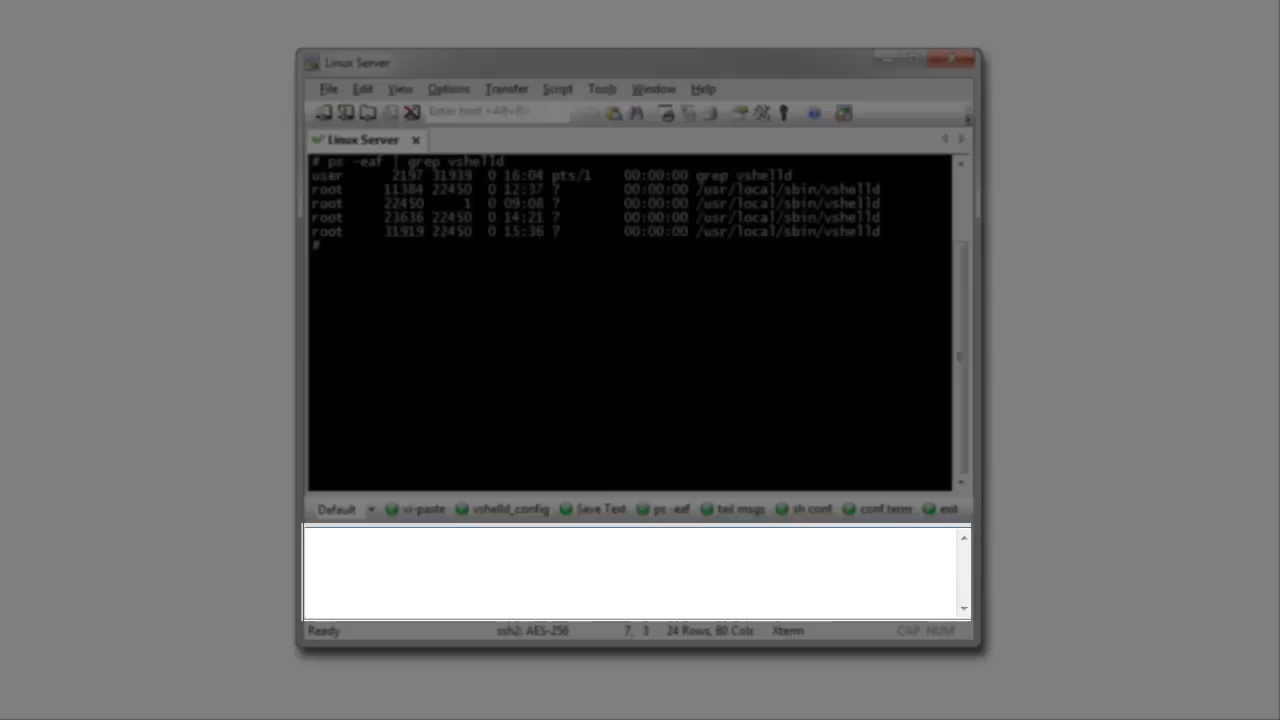 Linux Server
File Edit View Options Transfer Script Tools Window Help
Enter host <Alt+R>
Linux Server
# ps -eaf | grep vshelld
user 2197 31939 0 16:04 pts/1 00:00:00 grep vshelld
root 11384 22450 0 12:37 ? 00:00:00 /usr/local/sbin/vshelld
root 22450 1 0 09:08 ? 00:00:00 /usr/local/sbin/vshelld
root 23636 22450 0 14:21 ? 00:00:00 /usr/local/sbin/vshelld
root 31919 22450 0 15:36 ? 00:00:00 /usr/local/sbin/vshelld
#
Default vi-paste vshelld_config Save Text ps -eaf tail msgs sh conf conf term exit
Ready ssh2: AES-256 7, 3 24 Rows, 80 Cols Xterm CAP NUM